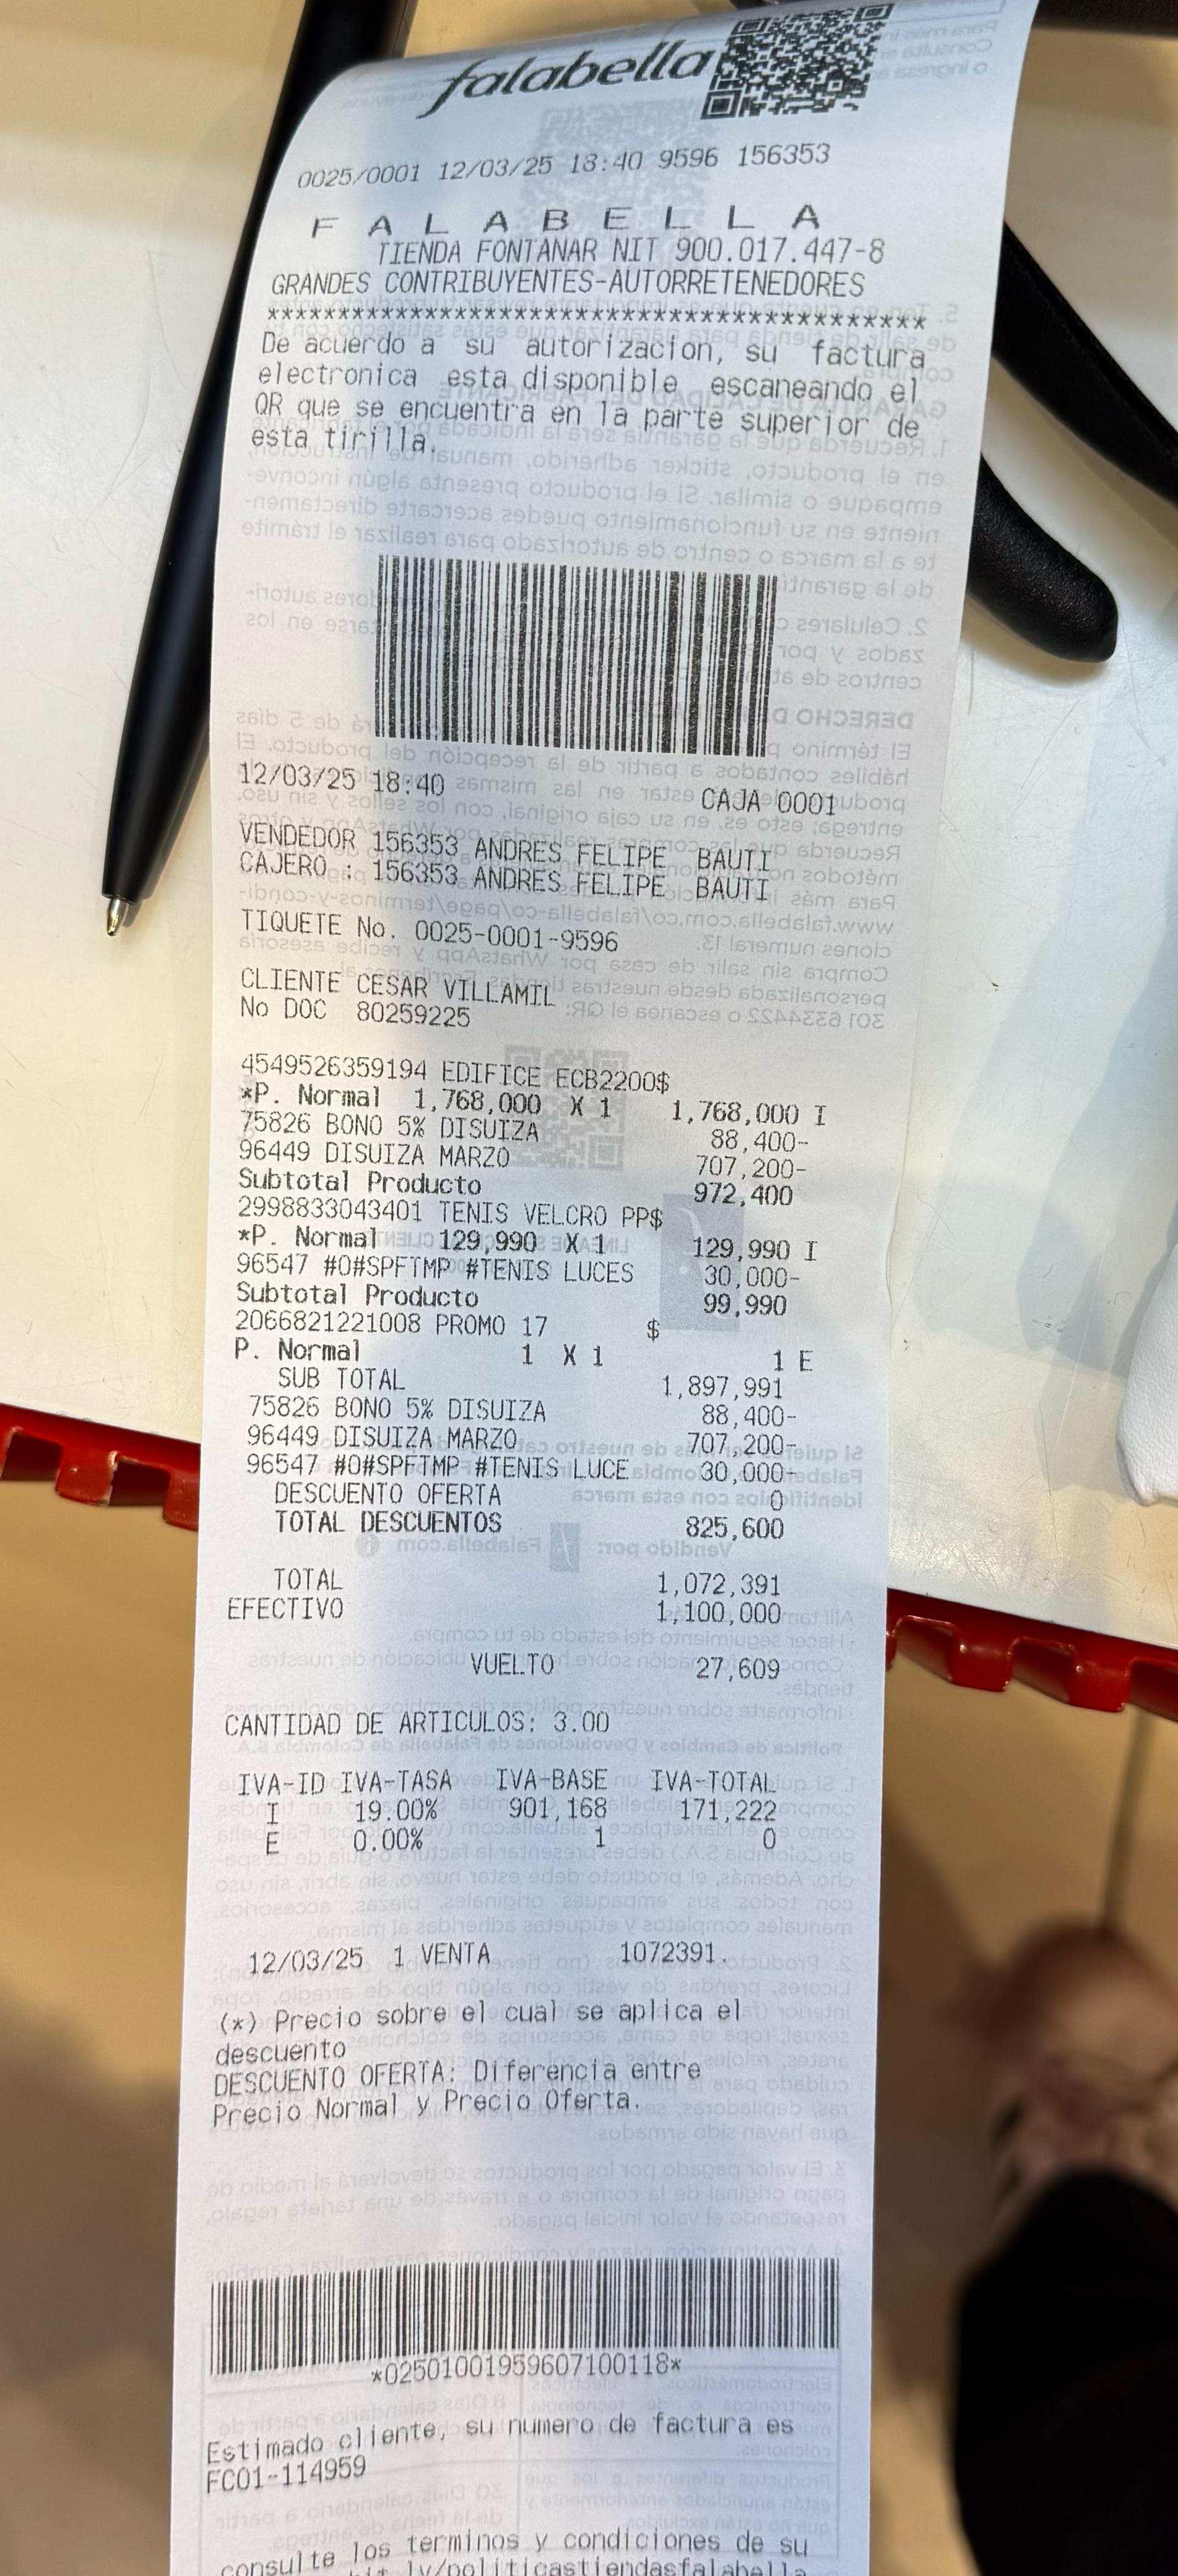 falabella
0025/0001 12/03/25 18:40 9596 156353
F A L A B E L L A
TIENDA FONTANAR NIT 900.017.447-8
GRANDES CONTRIBUYENTES-AUTORRETENEDORES
******************************************
De acuerdo a su autorizacion, su factura
electronica esta disponible escaneando el
QR que se encuentra en la parte superior de
esta tirilla.
12/03/25 18:40 CAJA 0001
VENDEDOR 156353 ANDRES FELIPE BAUTI
CAJERO : 156353 ANDRES FELIPE BAUTI
TIQUETE No. 0025-0001-9596
CLIENTE CESAR VILLAMIL
No DOC 80259225
4549526359194 EDIFICE ECB2200$
*P. Normal 1,768,000 X 1 1,768,000 I
75826 BONO 5% DISUIZA 88,400-
96449 DISUIZA MARZO 707,200-
Subtotal Producto 972,400
2998833043401 TENIS VELCRO PP$
*P. Normal 129,990 X 1 129,990 I
96547 #O#SPFTMP #TENIS LUCES 30,000-
Subtotal Producto 99,990
2066821221008 PROMO 17 $
P. Normal 1 X 1 1 E
SUB TOTAL 1,897,991
75826 BONO 5% DISUIZA 88,400-
96449 DISUIZA MARZO 707,200-
96547 #O#SPFTMP #TENIS LUCE 30,000-
DESCUENTO OFERTA 0
TOTAL DESCUENTOS 825,600
TOTAL 1,072,391
EFECTIVO 1,100,000
VUELTO 27,609
CANTIDAD DE ARTICULOS: 3.00
IVA-ID IVA-TASA IVA-BASE IVA-TOTAL
I 19.00% 901,168 171,222
E 0.00% 1 0
12/03/25 1 VENTA 1072391.
(*) Precio sobre el cual se aplica el
descuento
DESCUENTO OFERTA: Diferencia entre
Precio Normal y Precio Oferta.
*02501001959607100118*
Estimado cliente, su numero de factura es
FC01-114959
consulte los terminos y condiciones de su